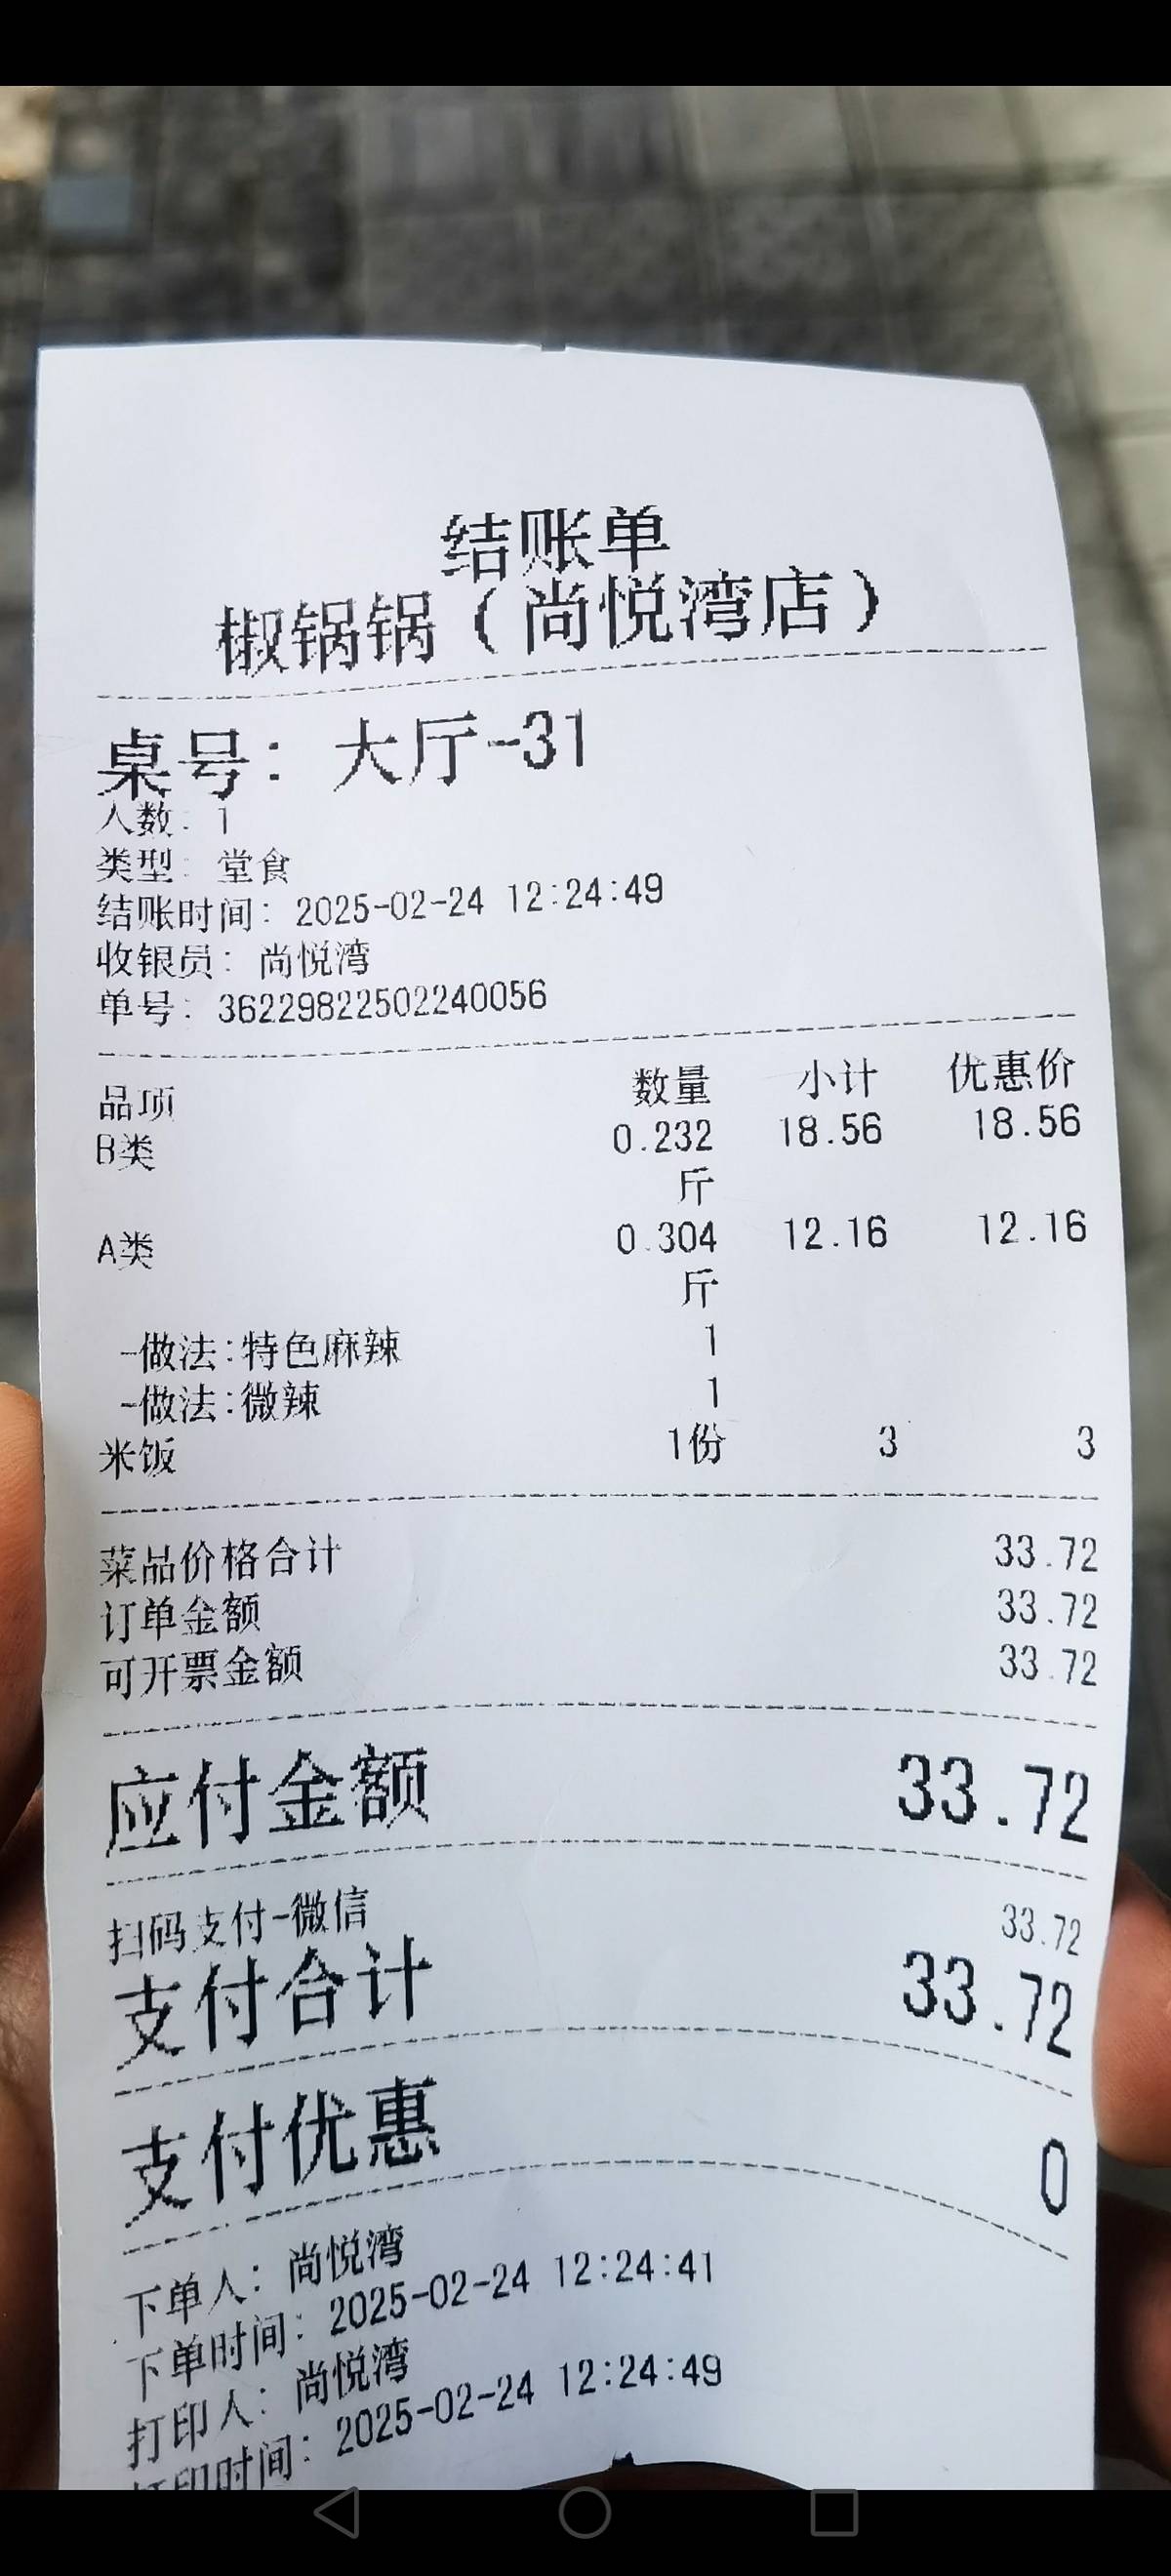 结账单
椒锅锅（尚悦湾店）
桌号：大厅-31
人数：1
类型：堂食
结账时间：2025-02-24 12:24:49
收银员：尚悦湾
单号：36229822502240056
品项 数量 小计 优惠价
B类 0.232 18.56 18.56
斤
A类 0.304 12.16 12.16
斤
-做法:特色麻辣 1
-做法:微辣 1
米饭 1份 3 3
菜品价格合计 33.72
订单金额 33.72
可开票金额 33.72
应付金额 33.72
扫码支付-微信 33.72
支付合计 33.72
支付优惠 0
下单人：尚悦湾
下单时间：2025-02-24 12:24:41
打印人：尚悦湾
打印时间：2025-02-24 12:24:49